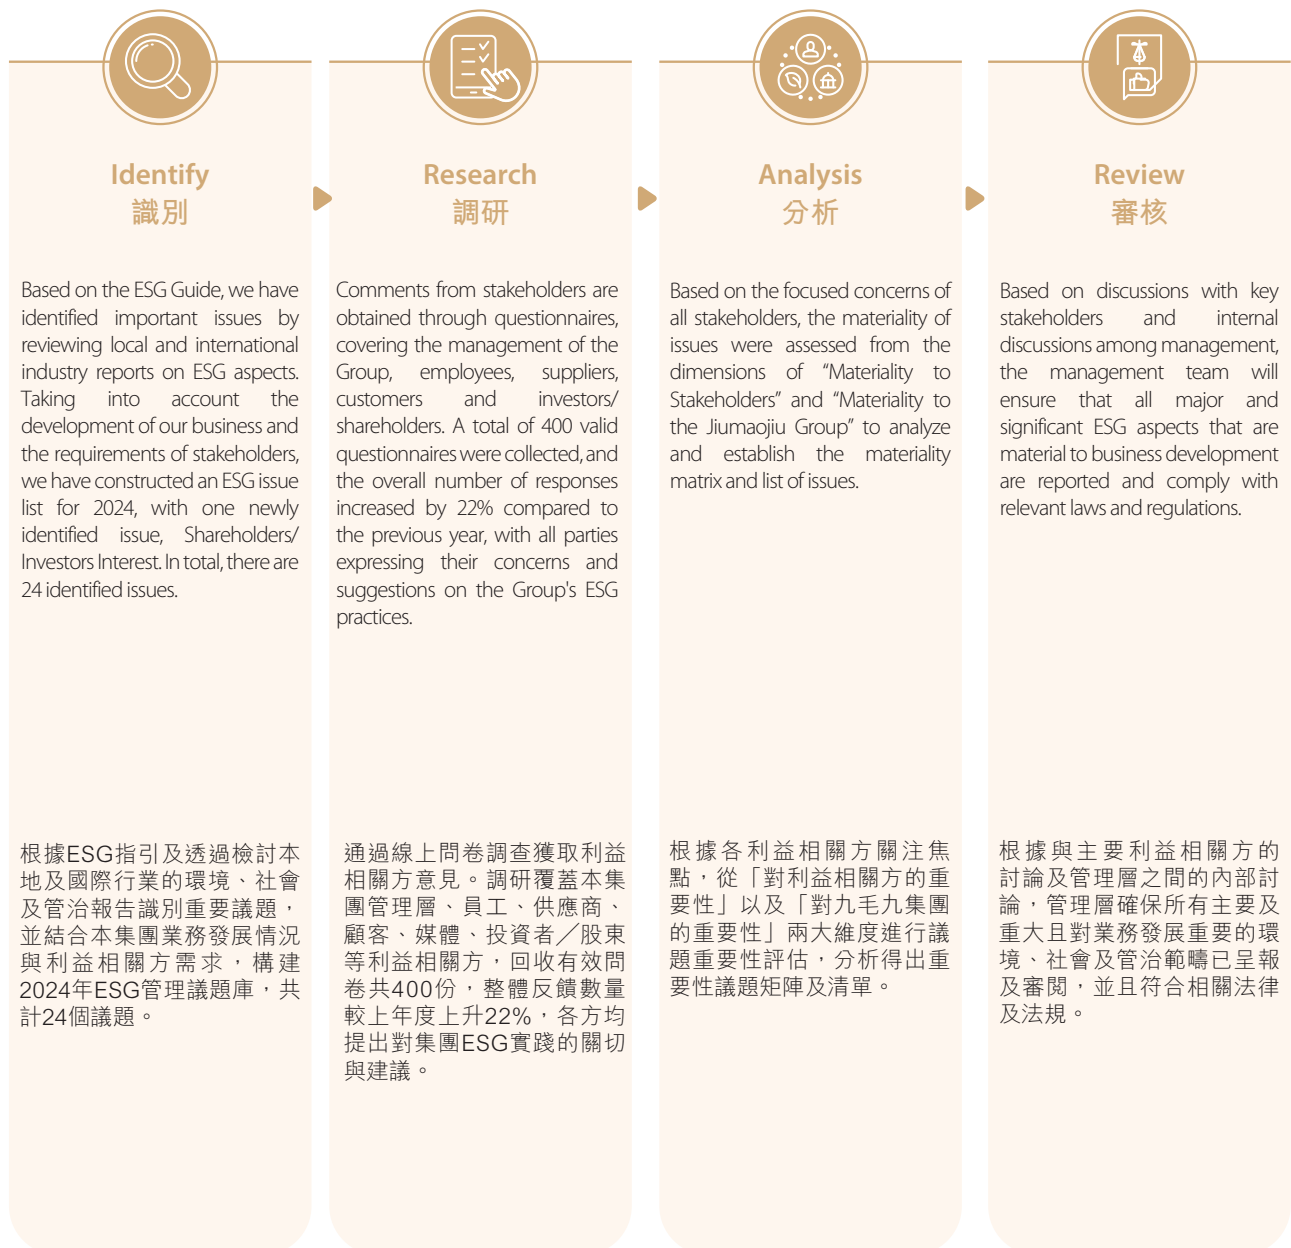 Identify
識別
Based on the ESG Guide, we have
identified important issues by
reviewing local and international
industry reports on ESG aspects.
Taking into account the
development of our business and
the requirements of stakeholders,
we have constructed an ESG issue
list for 2024, with one newly
identified issue, Shareholders/
Investors Interest. In total, there are
24 identified issues.
根據ESG指引及透過檢討本
地及國際行業的環境、社會
及管治報告識別重要議題，
並結合本集團業務發展情況
與利益相關方需求，構建
2024年ESG管理議題庫，共
計24個議題。
Research
調研
Comments from stakeholders are
obtained through questionnaires,
covering the management of the
Group, employees, suppliers,
customers and investors/
shareholders. A total of 400 valid
questionnaires were collected, and
the overall number of responses
increased by 22% compared to
the previous year, with all parties
expressing their concerns and
suggestions on the Group's ESG
practices.
通過線上問卷調查獲取利益
相關方意見。調研覆蓋本集
團管理層、員工、供應商、
顧客、媒體、投資者／股東
等利益相關方，回收有效問
卷共400份，整體反饋數量
較上年度上升22%，各方均
提出對集團ESG實踐的關切
與建議。
Analysis
分析
Based on the focused concerns of
all stakeholders, the materiality of
issues were assessed from the
dimensions of “Materiality to
Stakeholders” and “Materiality to
the Jiumaojiu Group” to analyze
and establish the materiality
matrix and list of issues.
根據各利益相關方關注焦
點，從「對利益相關方的重
要性」以及「對九毛九集團
的重要性」兩大維度進行議
題重要性評估，分析得出重
要性議題矩陣及清單。
Review
審核
Based on discussions with key
stakeholders and internal
discussions among management,
the management team will
ensure that all major and
significant ESG aspects that are
material to business development
are reported and comply with
relevant laws and regulations.
根據與主要利益相關方的
討論及管理層之間的內部討
論，管理層確保所有主要及
重大且對業務發展重要的環
境、社會及管治範疇已呈報
及審閱，並且符合相關法律
及法規。